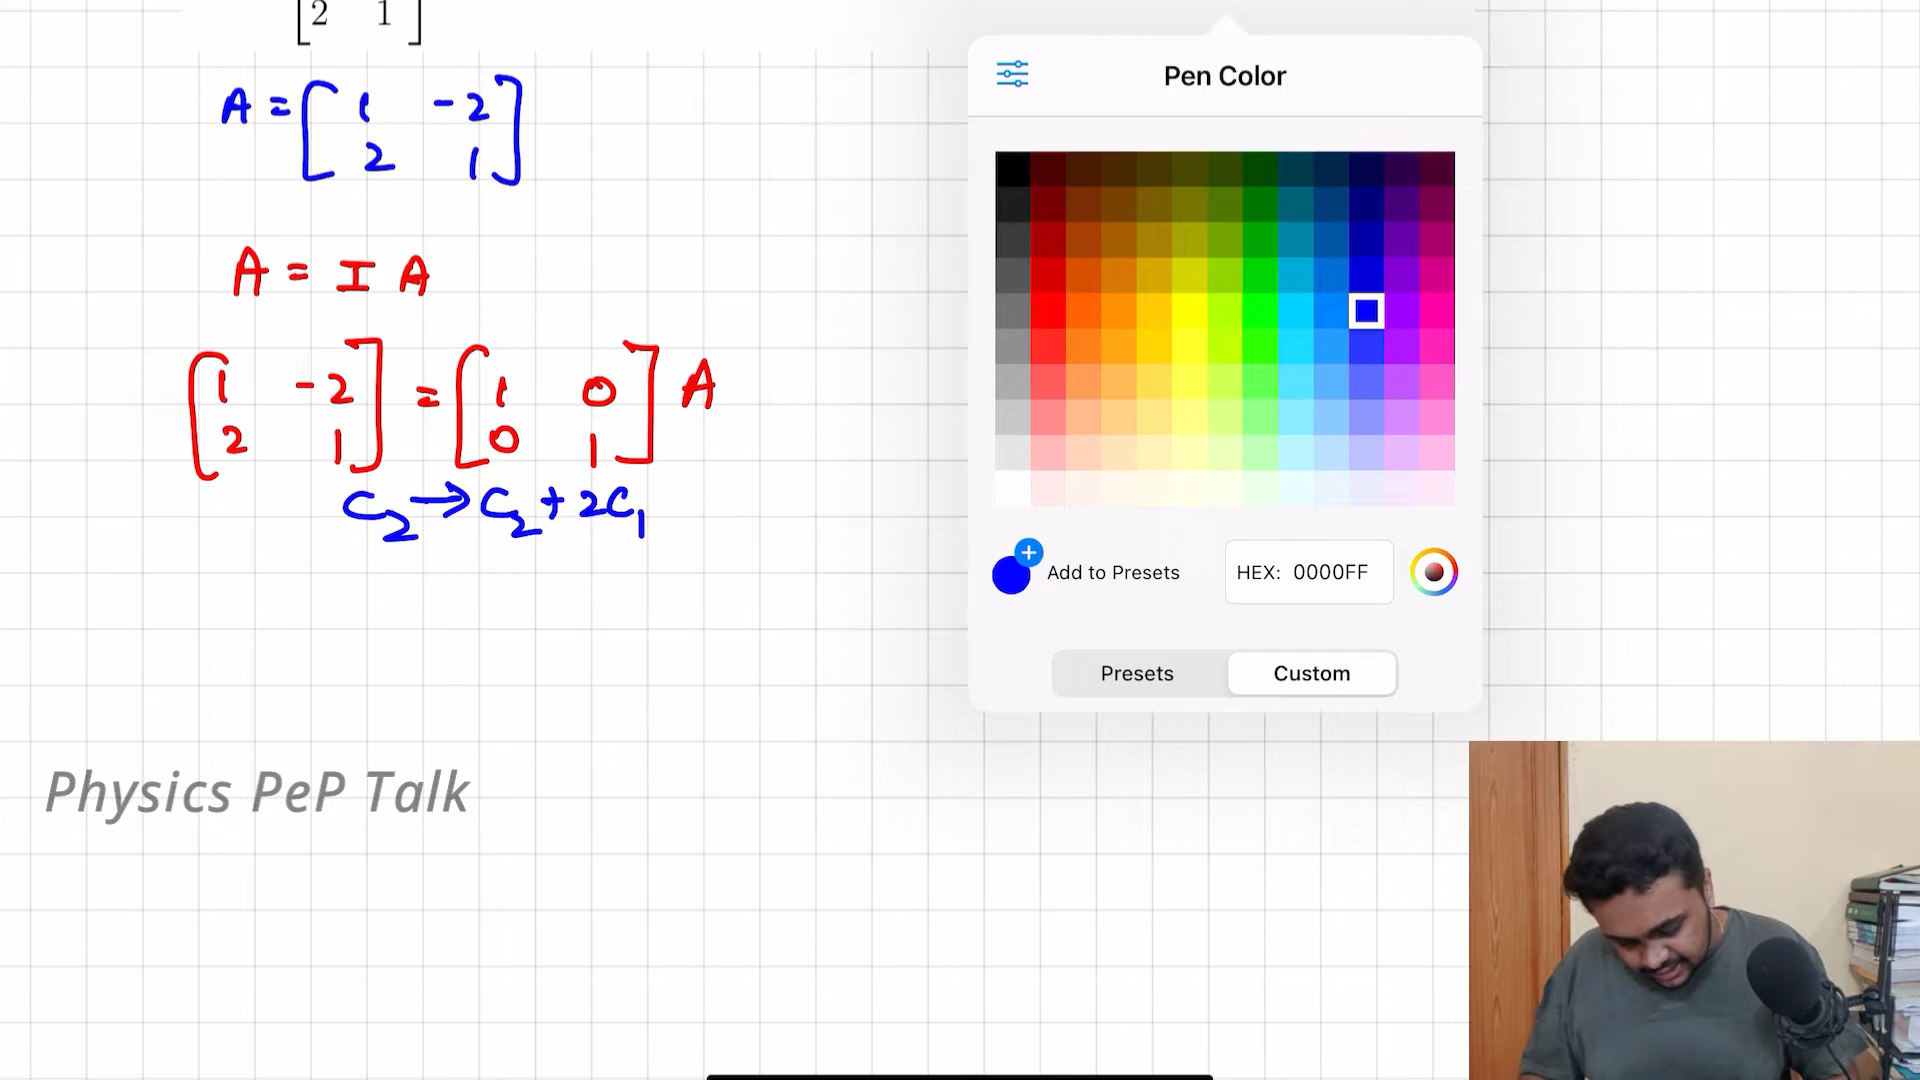 2 1
A = [ 1 -2
2 1 ]
A = I A
[ 1 -2
2 1 ] = [ 1 0
0 1 ] A
C₂ → C₂ + 2C₁
Physics PeP Talk
Pen Color
Add to Presets
HEX: 0000FF
Presets
Custom